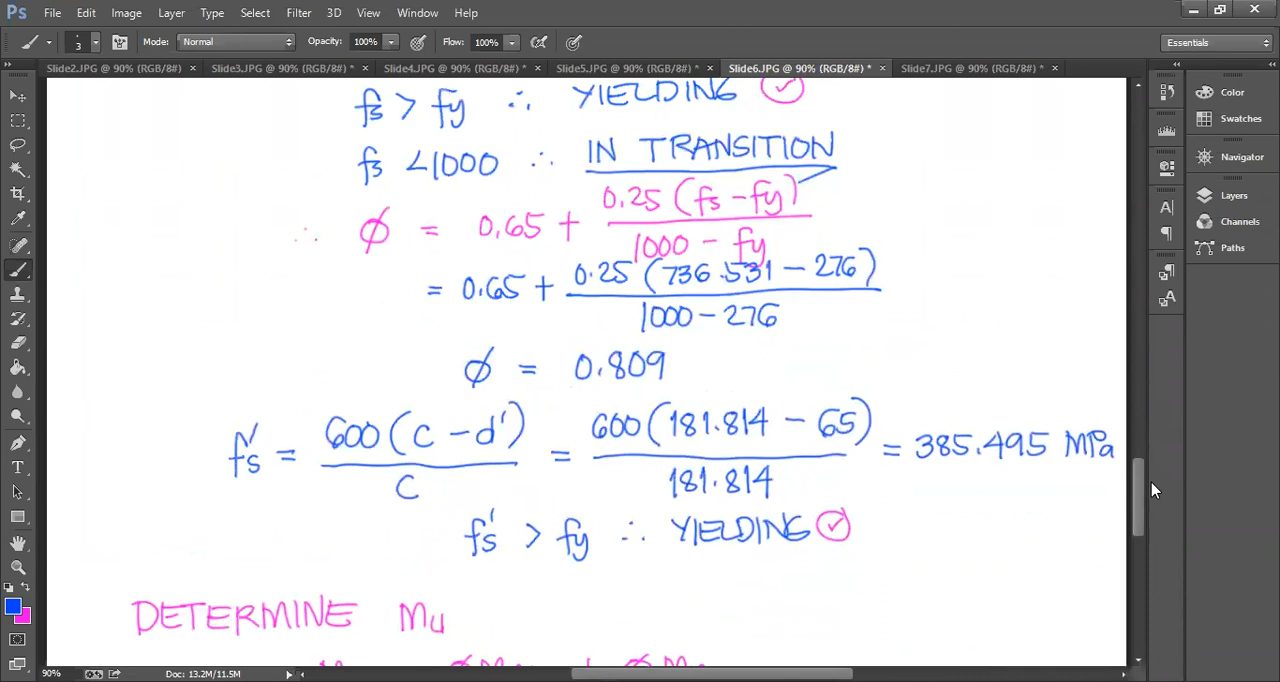 Ps File Edit Image Layer Type Select Filter 3D View Window Help
3 Mode: Normal Opacity: 100% Flow: 100% Essentials
Slide2.JPG @ 90% (RGB/8#) × Slide3.JPG @ 90% (RGB/8#) * × Slide4.JPG @ 90% (RGB/8#) * × Slide5.JPG @ 90% (RGB/8#) * × Slide6.JPG @ 90% (RGB/8#) * × Slide7.JPG @ 90% (RGB/8#) * ×
fs > fy ∴ YIELDING ✓
fs < 1000 ∴ IN TRANSITION
∴ φ = 0.65 + 0.25 (fs - fy) / 1000 - fy
= 0.65 + 0.25 (736.531 - 276) / 1000 - 276
φ = 0.809
fs' = 600 (c - d') / c = 600 (181.814 - 65) / 181.814 = 385.495 MPa
fs' > fy ∴ YIELDING ✓
DETERMINE Mu
Color
Swatches
Navigator
Layers
Channels
Paths
90% Doc: 13.2M/11.5M